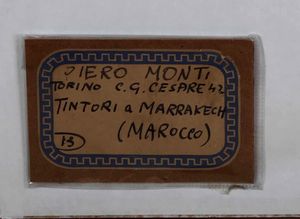 PIERO MONTI
TORINO C.G. CESARE 42
TINTORI a MARRAKECH
(MAROCCO)
13